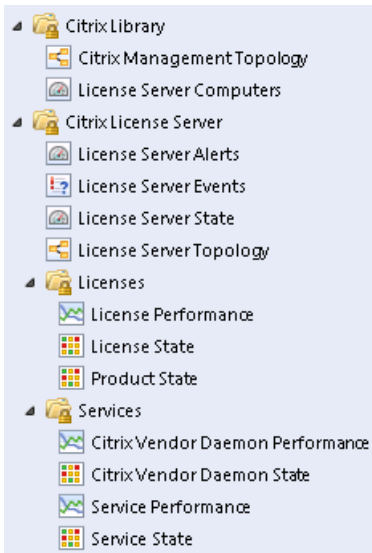 Citrix Library
Citrix Management Topology
License Server Computers
Citrix License Server
License Server Alerts
License Server Events
License Server State
License Server Topology
Licenses
License Performance
License State
Product State
Services
Citrix Vendor Daemon Performance
Citrix Vendor Daemon State
Service Performance
Service State